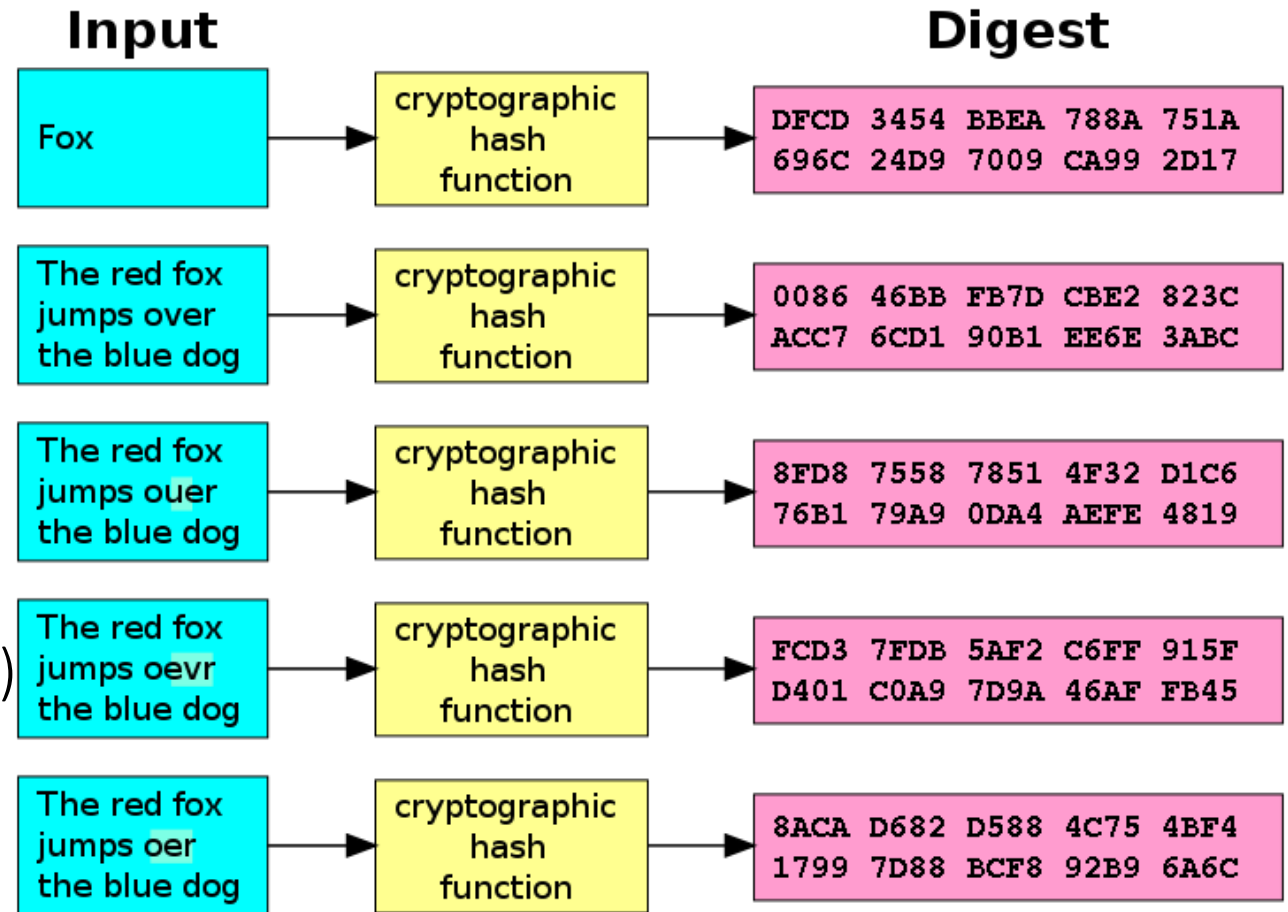 Input
Digest
Fox
cryptographic
hash
function
DFCD 3454 BBEA 788A 751A
696C 24D9 7009 CA99 2D17
The red fox
jumps over
the blue dog
cryptographic
hash
function
0086 46BB FB7D CBE2 823C
ACC7 6CD1 90B1 EE6E 3ABC
The red fox
jumps ouer
the blue dog
cryptographic
hash
function
8FD8 7558 7851 4F32 D1C6
76B1 79A9 0DA4 AEFE 4819
)
The red fox
jumps oevr
the blue dog
cryptographic
hash
function
FCD3 7FDB 5AF2 C6FF 915F
D401 C0A9 7D9A 46AF FB45
The red fox
jumps oer
the blue dog
cryptographic
hash
function
8ACA D682 D588 4C75 4BF4
1799 7D88 BCF8 92B9 6A6C